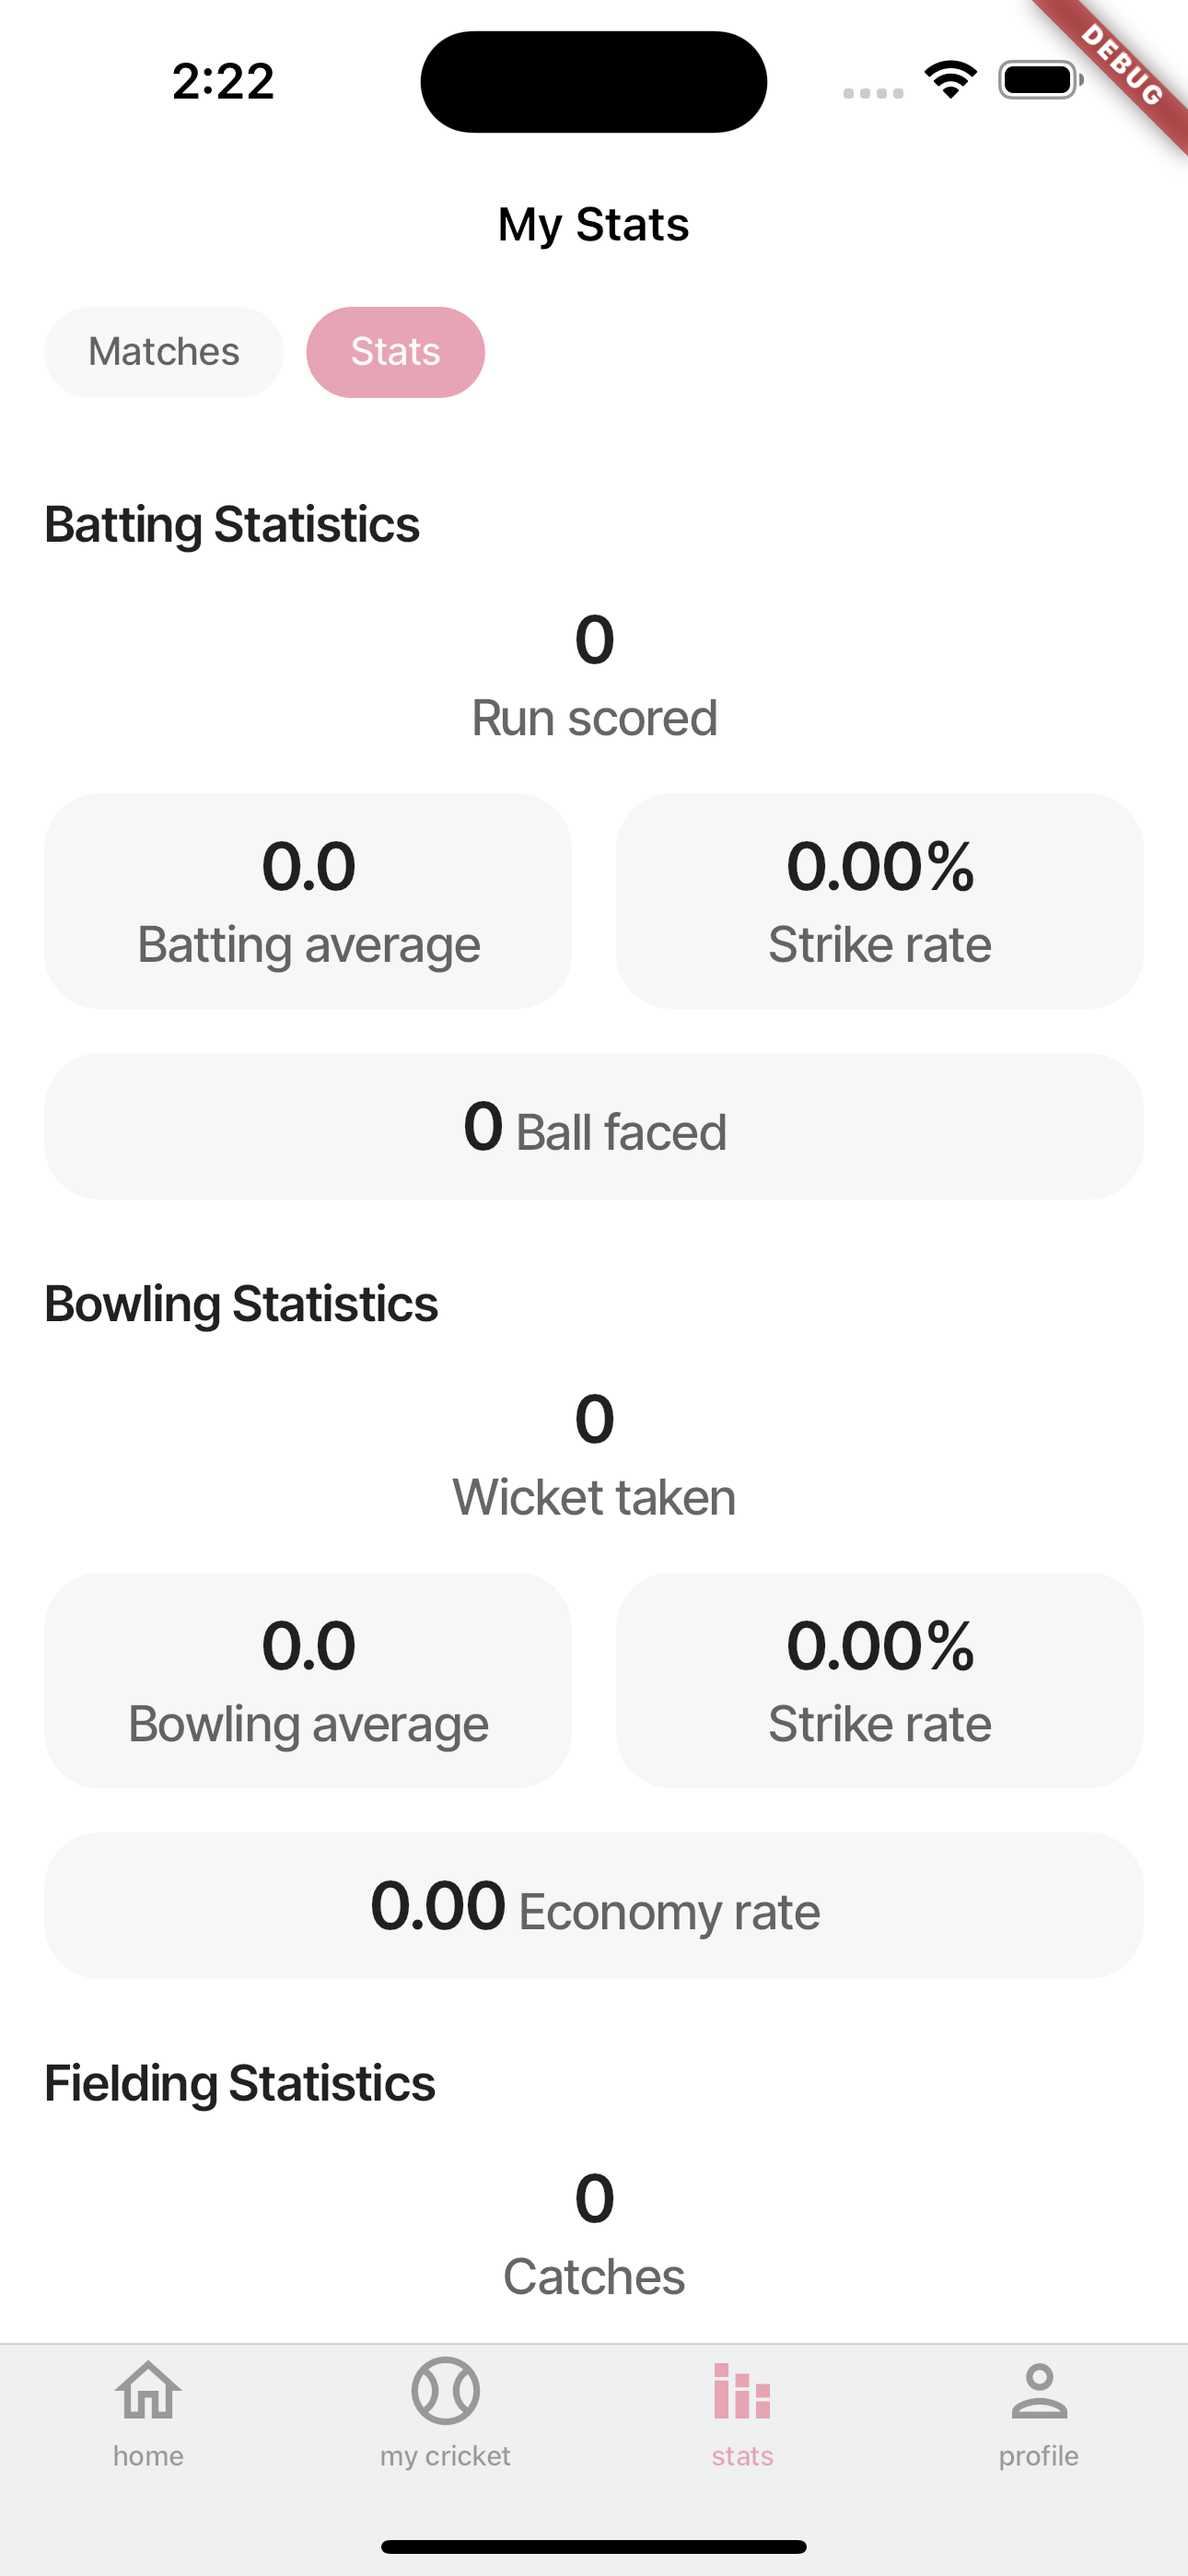 2:22
DEBUG
My Stats
Matches
Stats
Batting Statistics
0
Run scored
0.0
Batting average
0.00%
Strike rate
0 Ball faced
Bowling Statistics
0
Wicket taken
0.0
Bowling average
0.00%
Strike rate
0.00 Economy rate
Fielding Statistics
0
Catches
home
my cricket
stats
profile